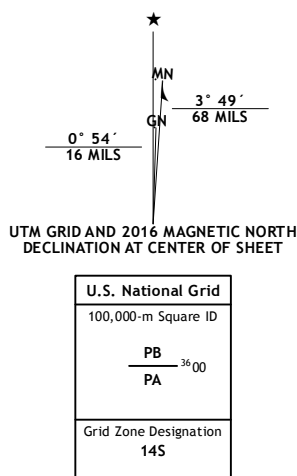 MN
3° 49´
68 MILS
GN
0° 54´
16 MILS
UTM GRID AND 2016 MAGNETIC NORTH
DECLINATION AT CENTER OF SHEET
U.S. National Grid
100,000-m Square ID
PB
3600
PA
Grid Zone Designation
14S